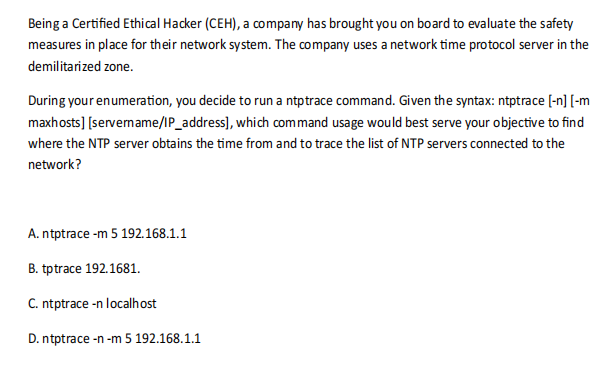 Being a Certified Ethical Hacker (CEH), a company has brought you on board to evaluate the safety
measures in place for their network system. The company uses a network time protocol server in the
demilitarized zone.
During your enumeration, you decide to run a ntptrace command. Given the syntax: ntptrace [-n] [-m
maxhosts] [servername/IP_address], which command usage would best serve your objective to find
where the NTP server obtains the time from and to trace the list of NTP servers connected to the
network?
A. ntptrace -m 5 192.168.1.1
B. tptrace 192.1681.
C. ntptrace -n localhost
D. ntptrace -n -m 5 192.168.1.1